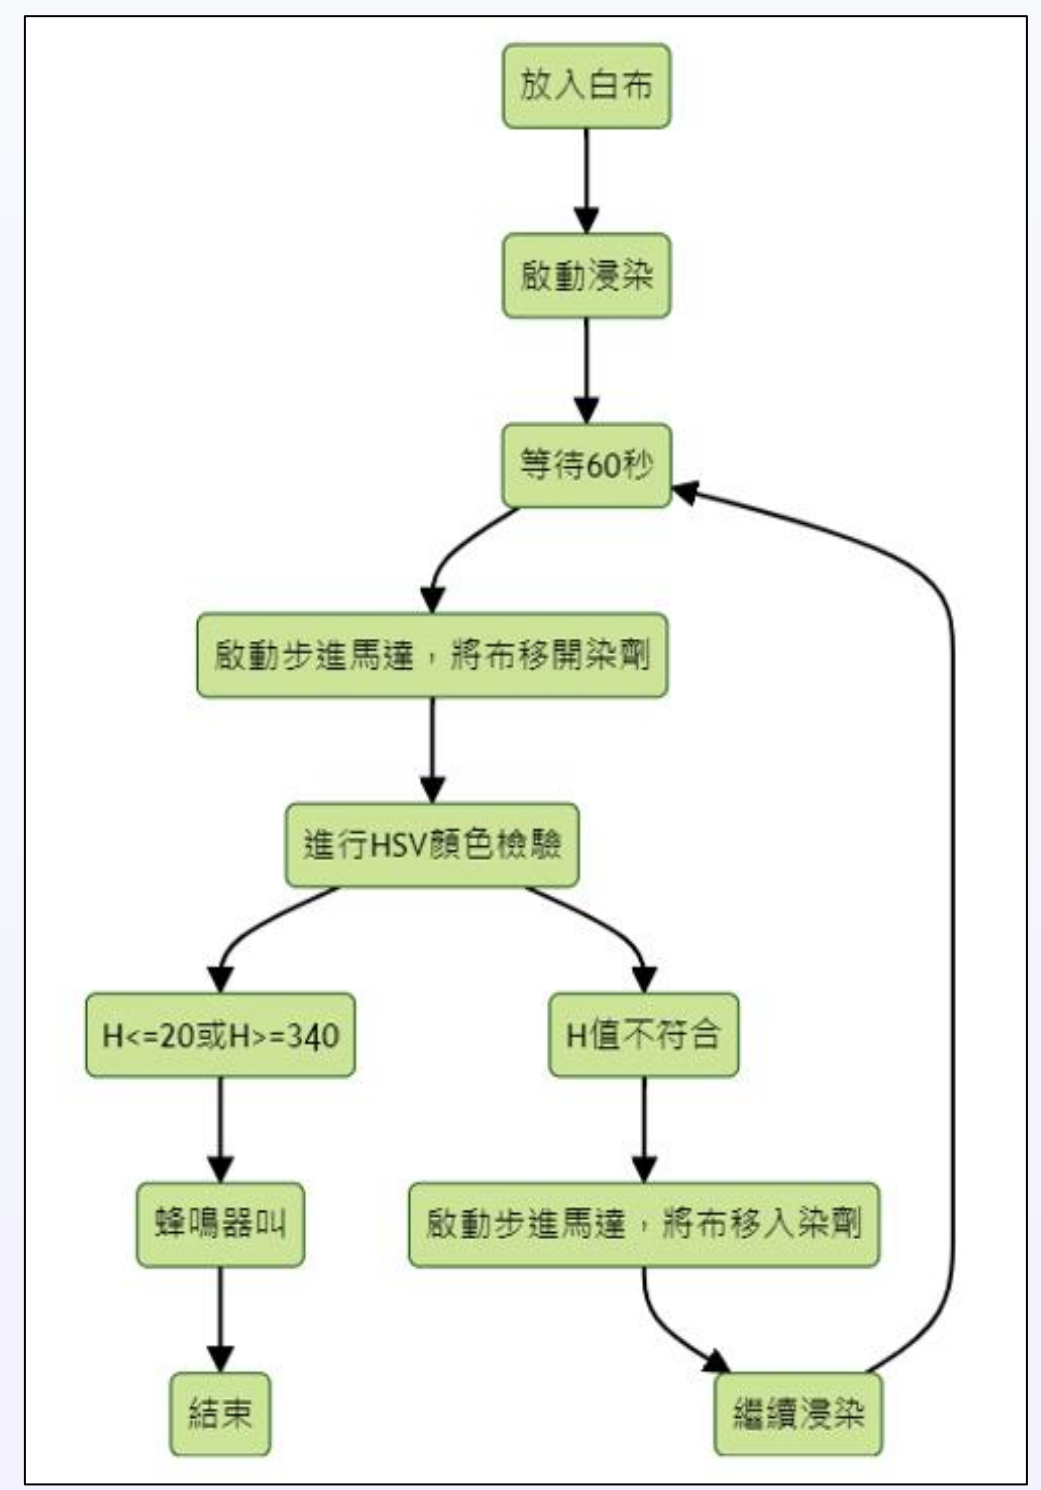 放入白布
啟動浸染
等待60秒
啟動步進馬達，將布移開染劑
進行HSV顏色檢驗
H<=20或H>=340
H值不符合
蜂鳴器叫
啟動步進馬達，將布移入染劑
結束
繼續浸染